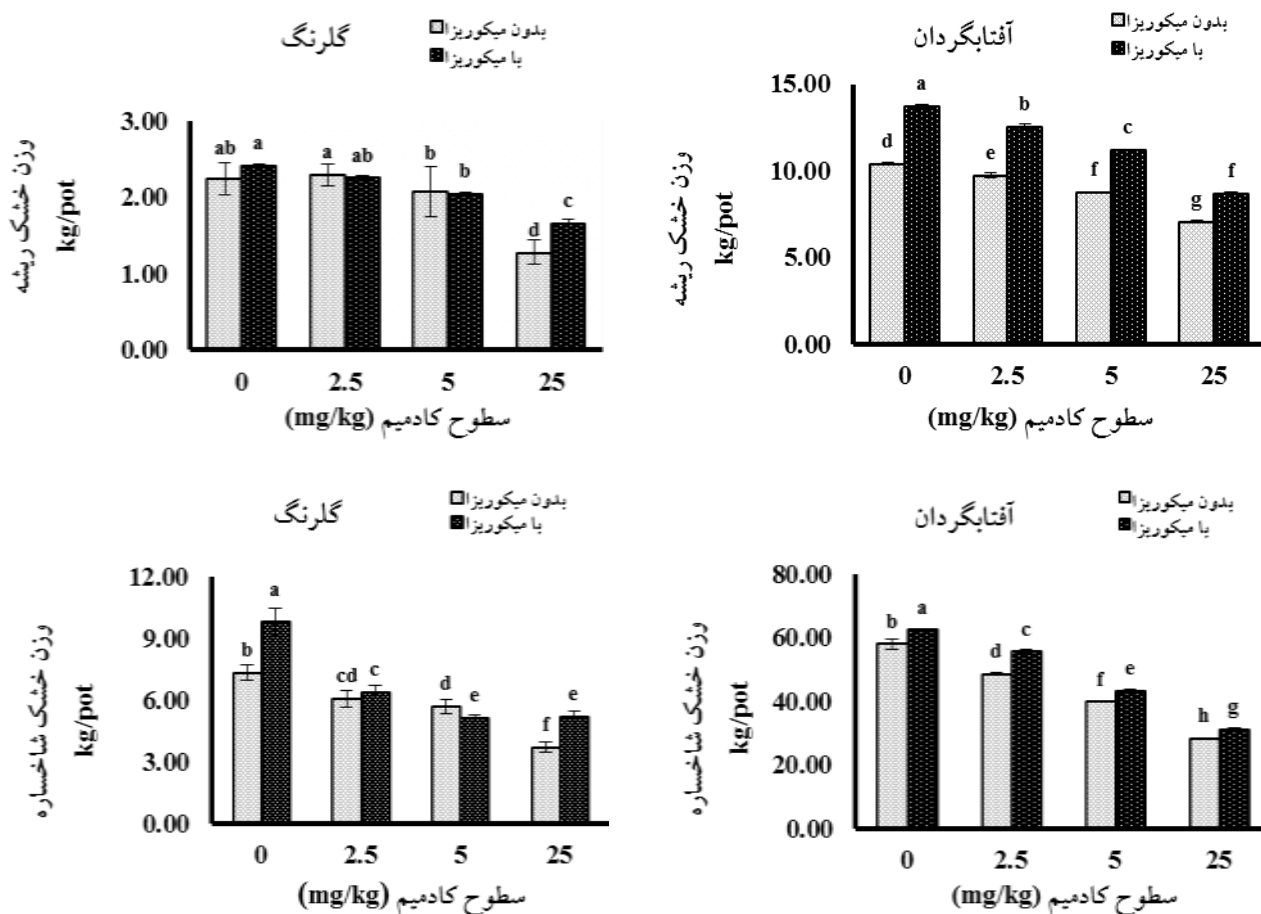 گلرنگ
بدون میکوریزا
با میکوریزا
وزن خشک ریشه
kg/pot
3.00
2.00
1.00
0.00
ab a a ab b b d c
0 2.5 5 25
سطوح کادمیم (mg/kg)
آفتابگردان
بدون میکوریزا
با میکوریزا
وزن خشک ریشه
kg/pot
15.00
10.00
5.00
0.00
d a e b f c g f
0 2.5 5 25
سطوح کادمیم (mg/kg)
گلرنگ
بدون میکوریزا
با میکوریزا
وزن خشک شاخساره
kg/pot
12.00
9.00
6.00
3.00
0.00
b a cd c d e f e
0 2.5 5 25
سطوح کادمیم (mg/kg)
آفتابگردان
بدون میکوریزا
با میکوریزا
وزن خشک شاخساره
kg/pot
80.00
60.00
40.00
20.00
0.00
b a d c f e h g
0 2.5 5 25
سطوح کادمیم (mg/kg)